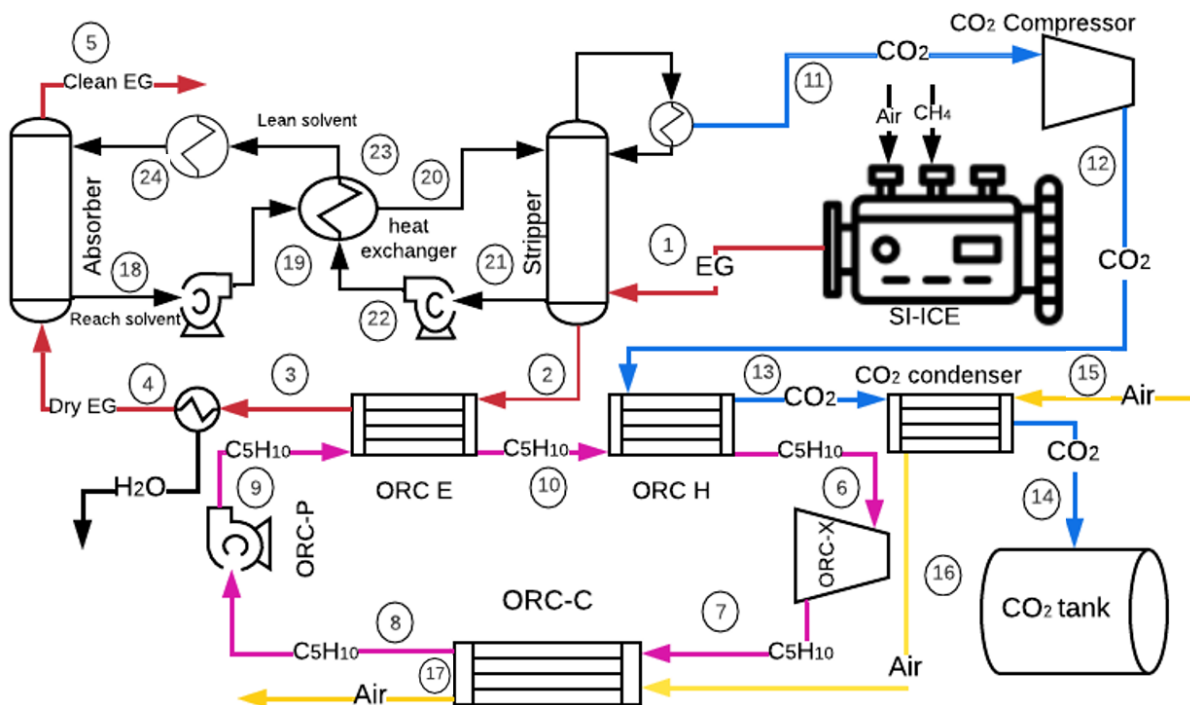 5
Clean EG
24
Absorber
18
Reach solvent
Lean solvent
23
20
heat
exchanger
19
22
21
Stripper
11
CO2
CO2 Compressor
12
CO2
Air
CH4
SI-ICE
1
EG
2
3
4
Dry EG
H2O
C5H10
9
ORC-P
ORC E
C5H10
10
ORC H
13
CO2
CO2 condenser
15
Air
CO2
14
CO2 tank
16
Air
C5H10
6
ORC-X
7
C5H10
ORC-C
8
C5H10
17
Air